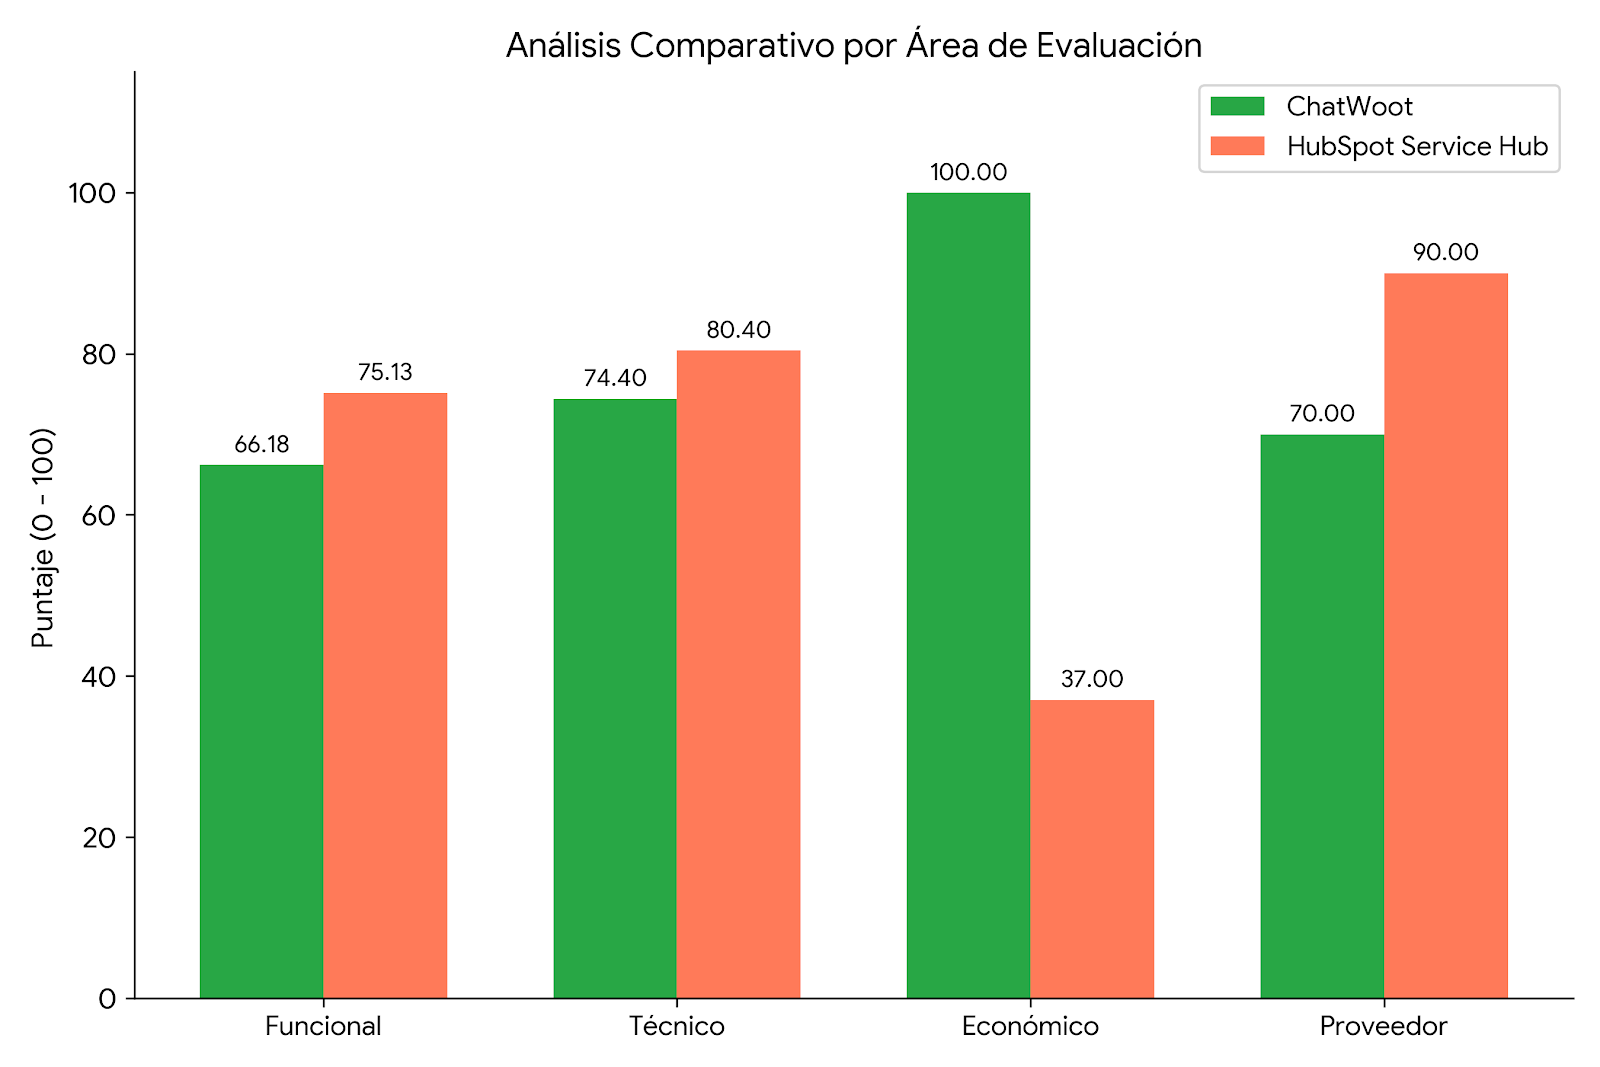 Análisis Comparativo por Área de Evaluación
ChatWoot
HubSpot Service Hub
Puntaje (0 - 100)
100
80
60
40
20
0
66.18
75.13
74.40
80.40
100.00
37.00
70.00
90.00
Funcional
Técnico
Económico
Proveedor